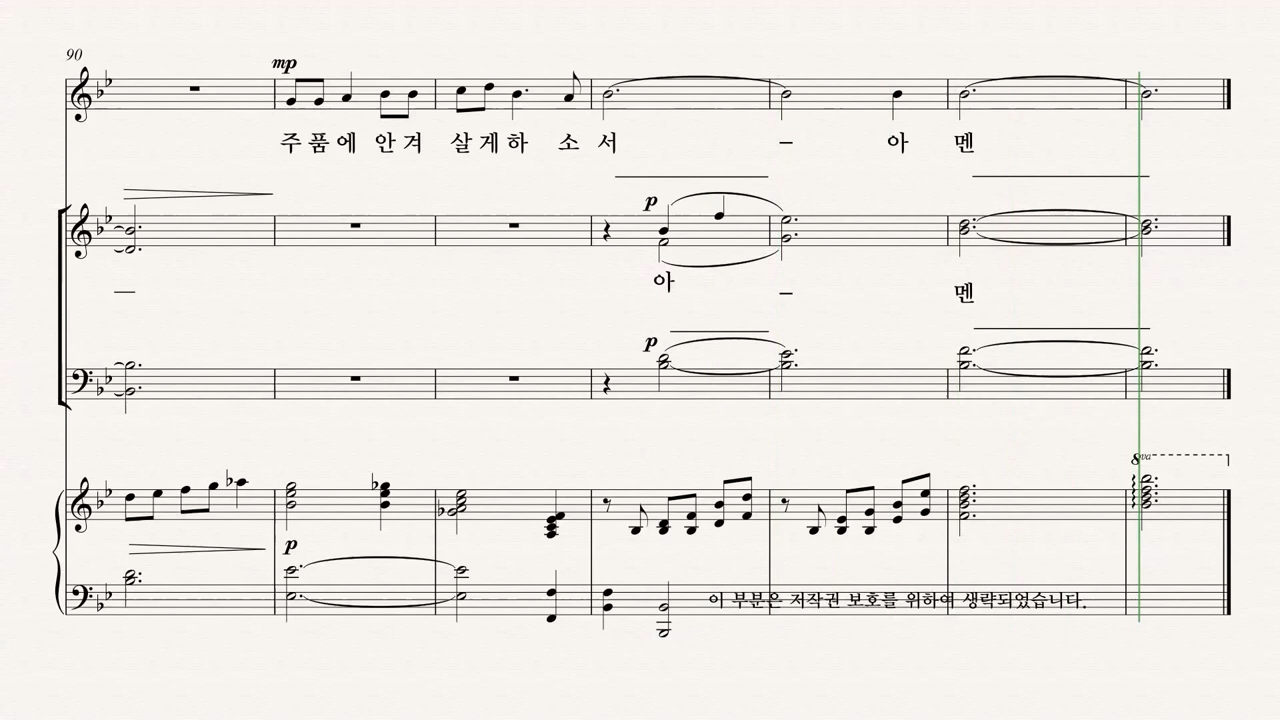 90
mp
주 품 에 안 겨 살 게 하 소 서 – 아 멘
p
아 – 멘
p
8va
p
이 부분은 저작권 보호를 위하여 생략되었습니다.